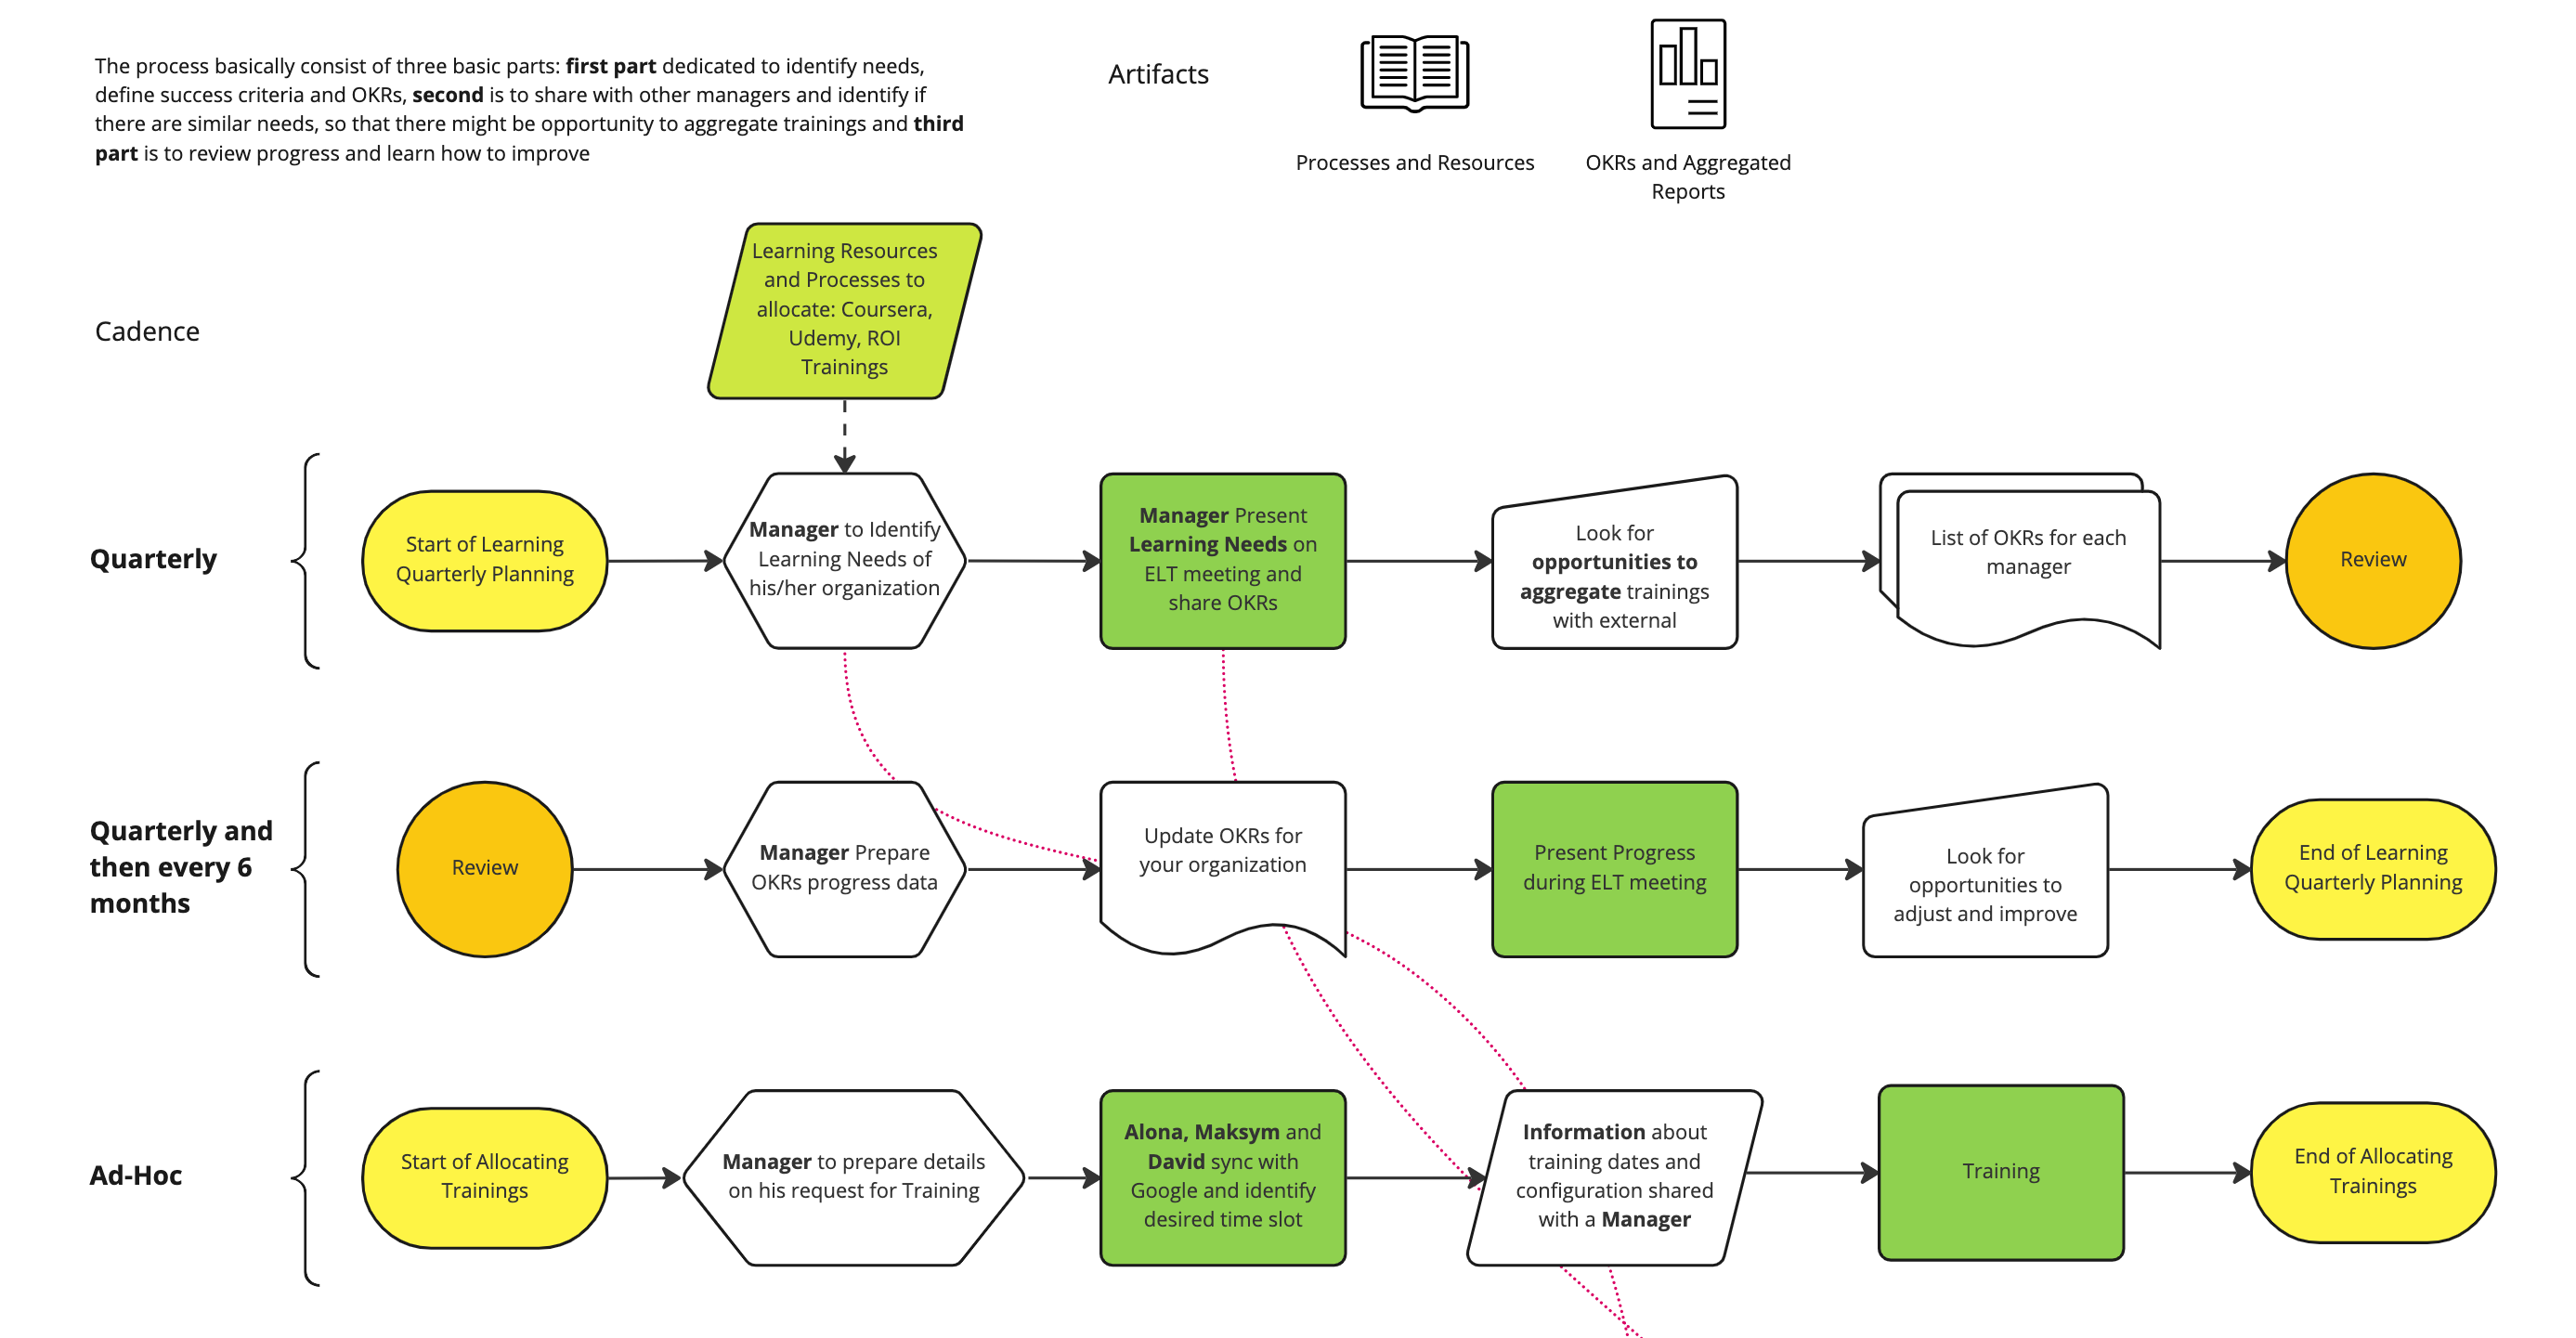 The process basically consist of three basic parts: first part dedicated to identify needs,
define success criteria and OKRs, second is to share with other managers and identify if
there are similar needs, so that there might be opportunity to aggregate trainings and third
part is to review progress and learn how to improve
Artifacts
Processes and Resources
OKRs and Aggregated
Reports
Cadence
Learning Resources
and Processes to
allocate: Coursera,
Udemy, ROI
Trainings
Quarterly
Start of Learning
Quarterly Planning
Manager to Identify
Learning Needs of
his/her organization
Manager Present
Learning Needs on
ELT meeting and
share OKRs
Look for
opportunities to
aggregate trainings
with external
List of OKRs for each
manager
Review
Quarterly and
then every 6
months
Review
Manager Prepare
OKRs progress data
Update OKRs for
your organization
Present Progress
during ELT meeting
Look for
opportunities to
adjust and improve
End of Learning
Quarterly Planning
Ad-Hoc
Start of Allocating
Trainings
Manager to prepare details
on his request for Training
Alona, Maksym and
David sync with
Google and identify
desired time slot
Information about
training dates and
configuration shared
with a Manager
Training
End of Allocating
Trainings